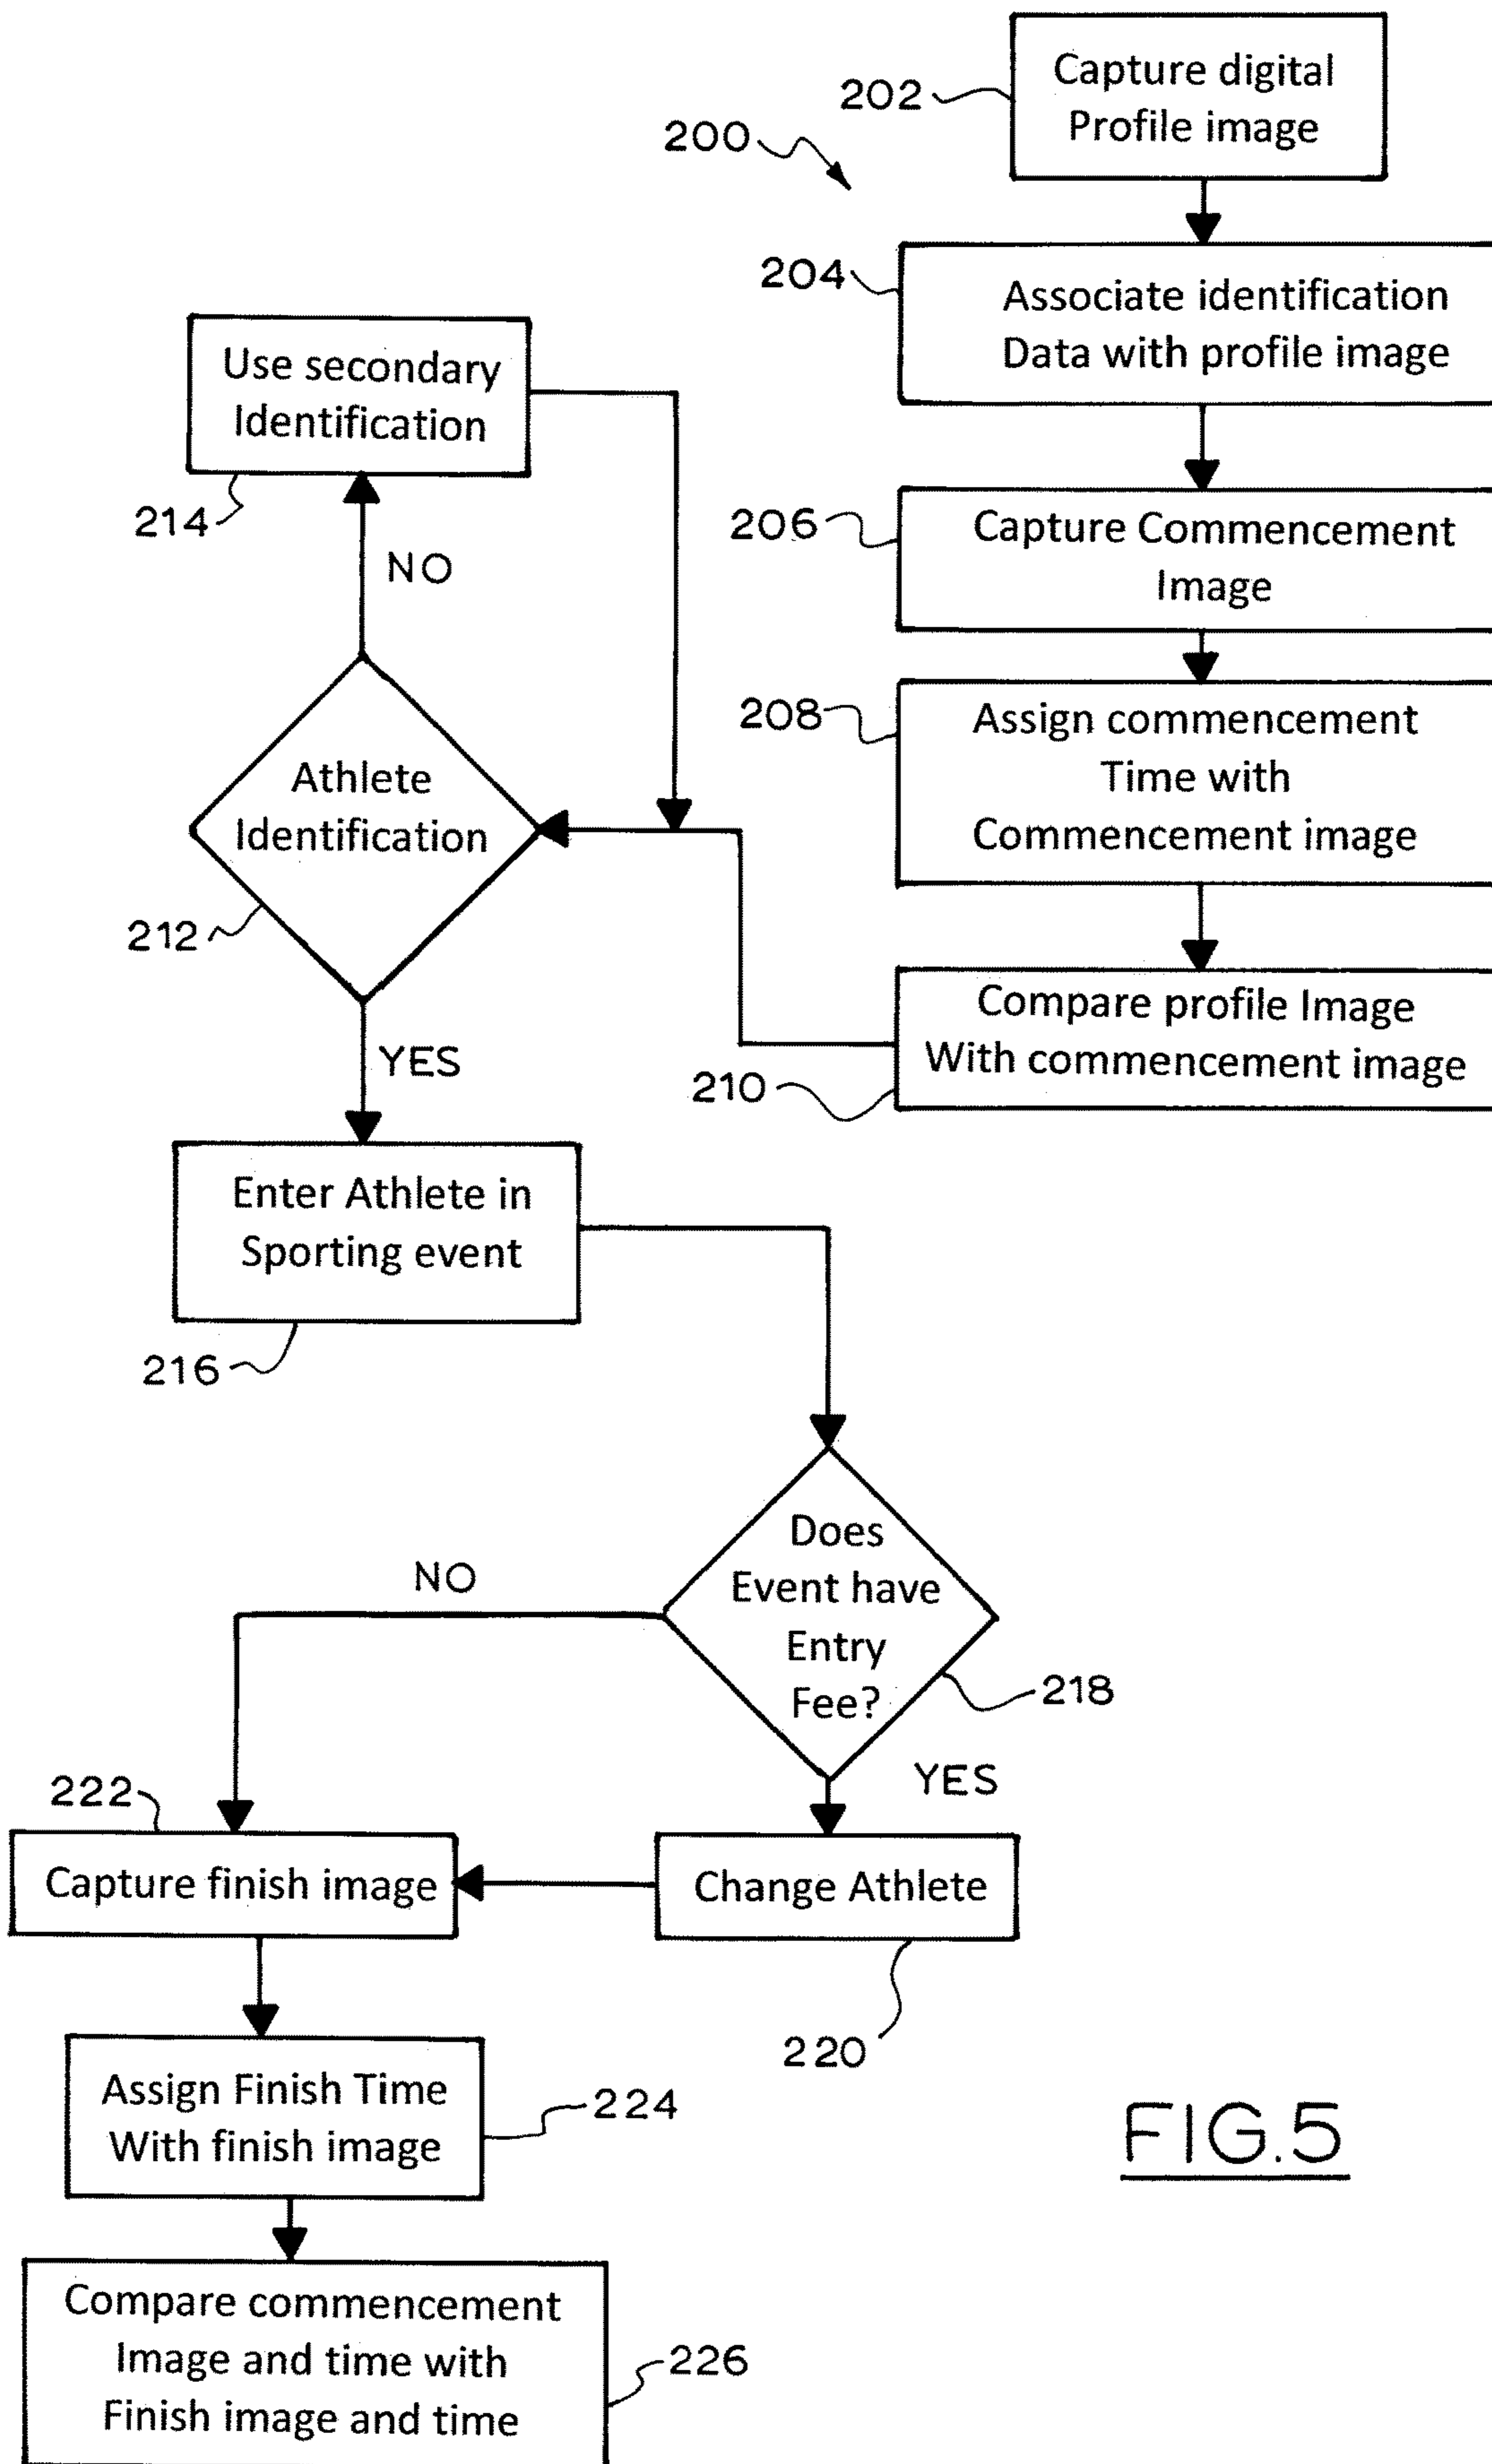 202
Capture digital
Profile image
200
204
Associate identification
Data with profile image
206
Capture Commencement
Image
208
Assign commencement
Time with
Commencement image
210
Compare profile Image
With commencement image
Use secondary
Identification
214
NO
Athlete
Identification
212
YES
Enter Athlete in
Sporting event
216
Does
Event have
Entry
Fee?
218
NO
YES
222
Capture finish image
Change Athlete
220
Assign Finish Time
With finish image
224
Compare commencement
Image and time with
Finish image and time
226
FIG.5